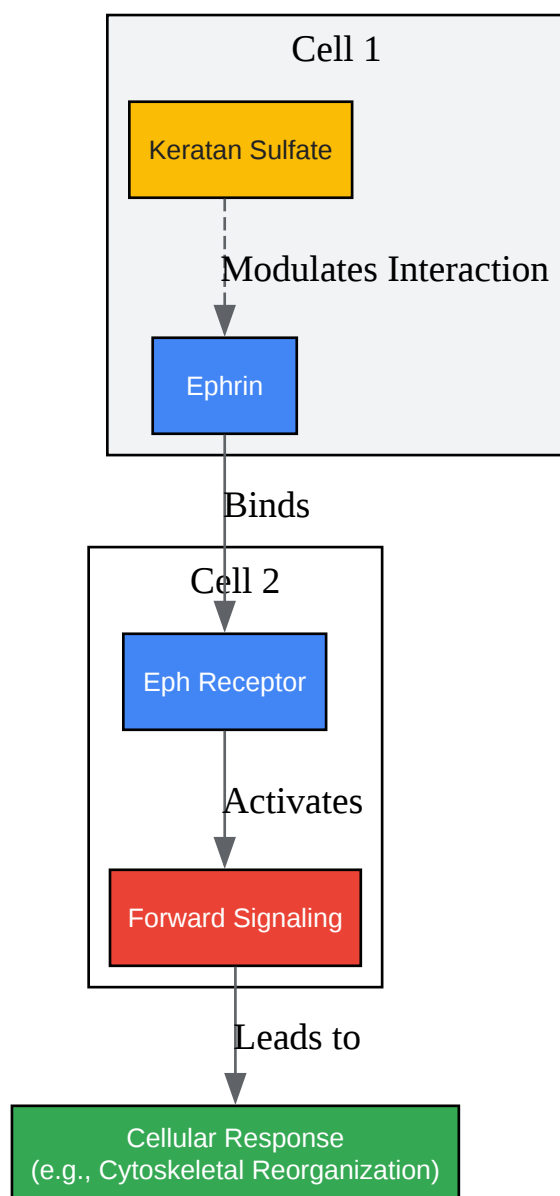 Cell 1
Keratan Sulfate
Modulates Interaction
Ephrin
Binds
Cell 2
Eph Receptor
Activates
Forward Signaling
Leads to
Cellular Response
(e.g., Cytoskeletal Reorganization)